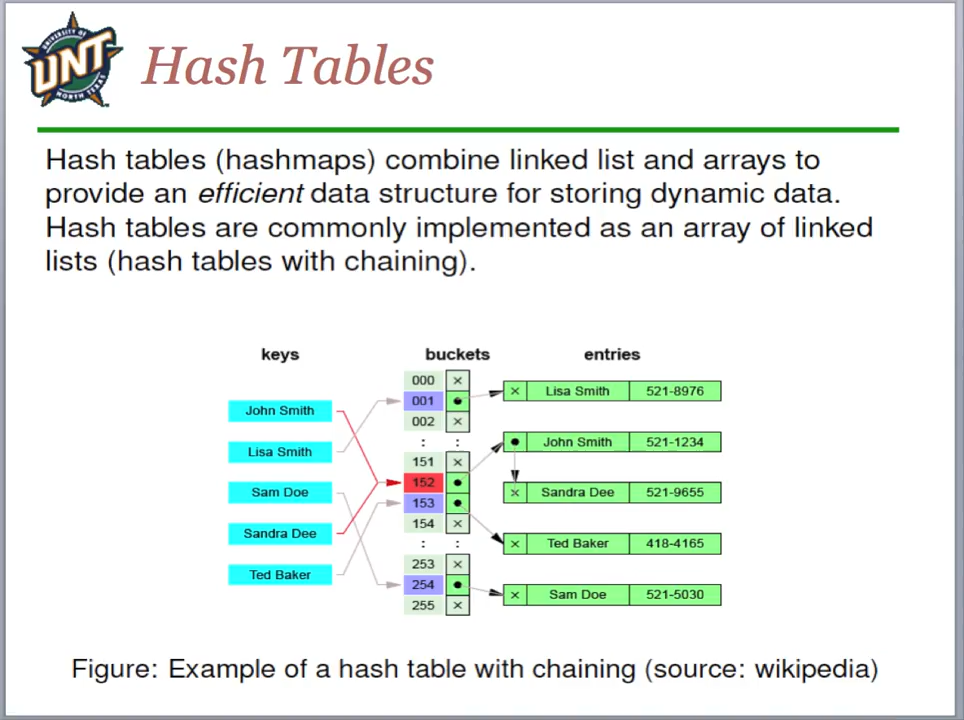 UNIVERSITY OF
UNT
NORTH TEXAS
Hash Tables
Hash tables (hashmaps) combine linked list and arrays to
provide an efficient data structure for storing dynamic data.
Hash tables are commonly implemented as an array of linked
lists (hash tables with chaining).
keys buckets entries
000 ×
John Smith 001 Lisa Smith 521-8976
002 ×
Lisa Smith : : John Smith 521-1234
151 ×
Sam Doe 152 Sandra Dee 521-9655
153
Sandra Dee 154 × Ted Baker 418-4165
: :
253 ×
Ted Baker 254 Sam Doe 521-5030
255 ×
Figure: Example of a hash table with chaining (source: wikipedia)